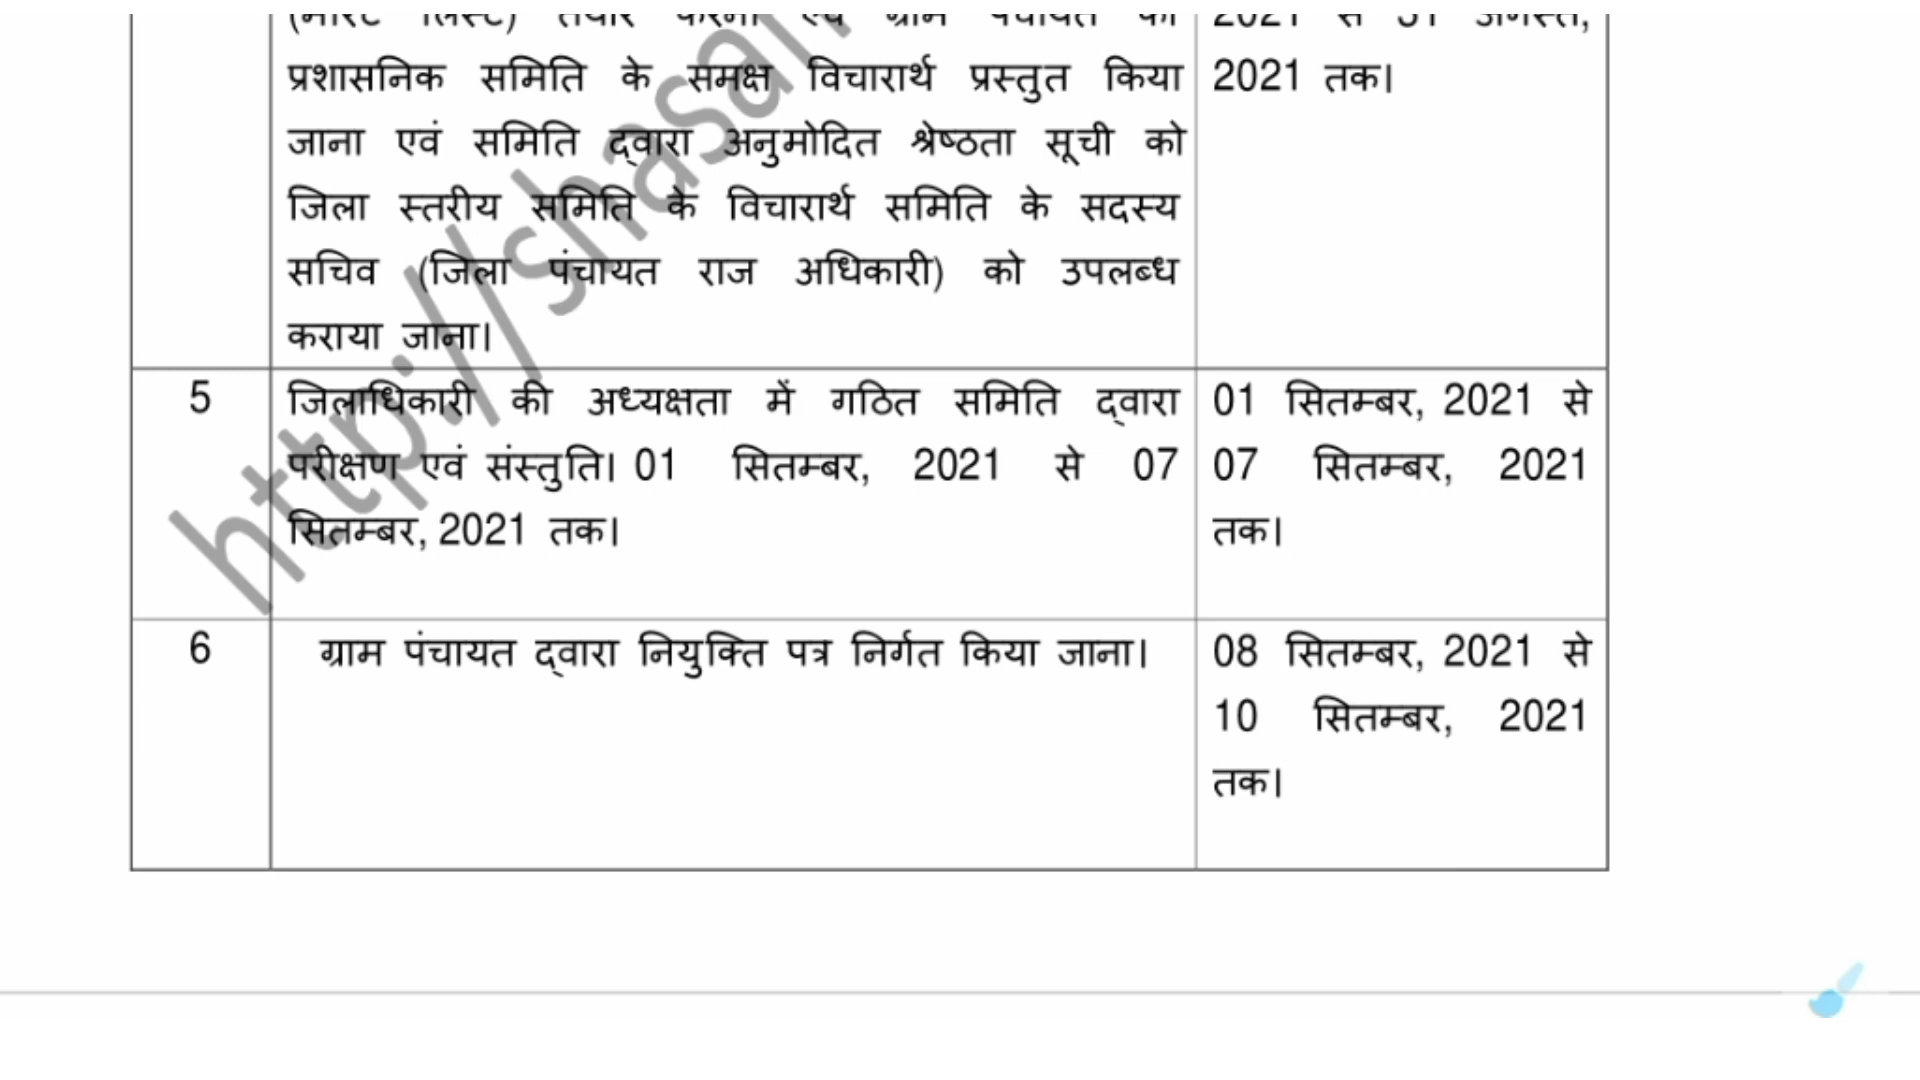 प्रशासनिक समिति के समक्ष विचारार्थ प्रस्तुत किया
जाना एवं समिति द्वारा अनुमोदित श्रेष्ठता सूची को
जिला स्तरीय समिति के विचारार्थ समिति के सदस्य
सचिव (जिला पंचायत राज अधिकारी) को उपलब्ध
कराया जाना।
2021 से 31 अगस्त,
2021 तक।
5
जिलाधिकारी की अध्यक्षता में गठित समिति द्वारा
परीक्षण एवं संस्तुति। 01 सितम्बर, 2021 से 07
सितम्बर, 2021 तक।
01 सितम्बर, 2021 से
07 सितम्बर, 2021
तक।
6
ग्राम पंचायत द्वारा नियुक्ति पत्र निर्गत किया जाना।
08 सितम्बर, 2021 से
10 सितम्बर, 2021
तक।
http://shasan